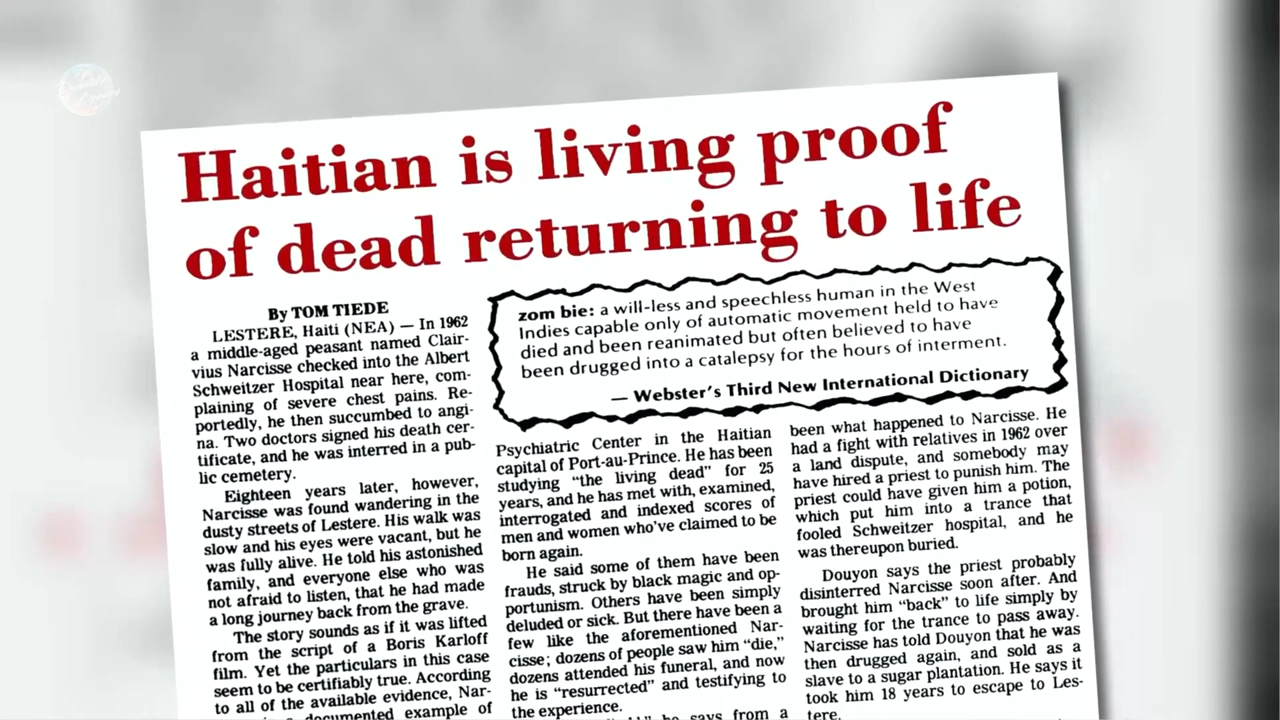 Haitian is living proof
of dead returning to life
By TOM TIEDE
LESTERE, Haiti (NEA) — In 1962
a middle-aged peasant named Clair-
vius Narcisse checked into the Albert
Schweitzer Hospital near here, com-
plaining of severe chest pains. Re-
portedly, he then succumbed to angi-
na. Two doctors signed his death cer-
tificate, and he was interred in a pub-
lic cemetery.
Eighteen years later, however,
Narcisse was found wandering in the
dusty streets of Lestere. His walk was
slow and his eyes were vacant, but he
was fully alive. He told his astonished
family, and everyone else who was
not afraid to listen, that he had made
a long journey back from the grave.
The story sounds as if it was lifted
from the script of a Boris Karloff
film. Yet the particulars in this case
seem to be certifiably true. According
to all of the available evidence, Nar-
documented example of
zom bie: a will-less and speechless human in the West
Indies capable only of automatic movement held to have
died and been reanimated but often believed to have
been drugged into a catalepsy for the hours of interment.
— Webster's Third New International Dictionary
Psychiatric Center in the Haitian
capital of Port-au-Prince. He has been
studying "the living dead" for 25
years, and he has met with, examined,
interrogated and indexed scores of
men and women who've claimed to be
born again.
He said some of them have been
frauds, struck by black magic and op-
portunism. Others have been simply
deluded or sick. But there have been a
few like the aforementioned Nar-
cisse; dozens of people saw him "die,"
dozens attended his funeral, and now
he is "resurrected" and testifying to
the experience.
he says from a
been what happened to Narcisse. He
had a fight with relatives in 1962 over
a land dispute, and somebody may
have hired a priest to punish him. The
priest could have given him a potion,
which put him into a trance that
fooled Schweitzer hospital, and he
was thereupon buried.
Douyon says the priest probably
disinterred Narcisse soon after. And
brought him "back" to life simply by
waiting for the trance to pass away.
Narcisse has told Douyon that he was
then drugged again, and sold as a
slave to a sugar plantation. He says it
took him 18 years to escape to Les-
tere.